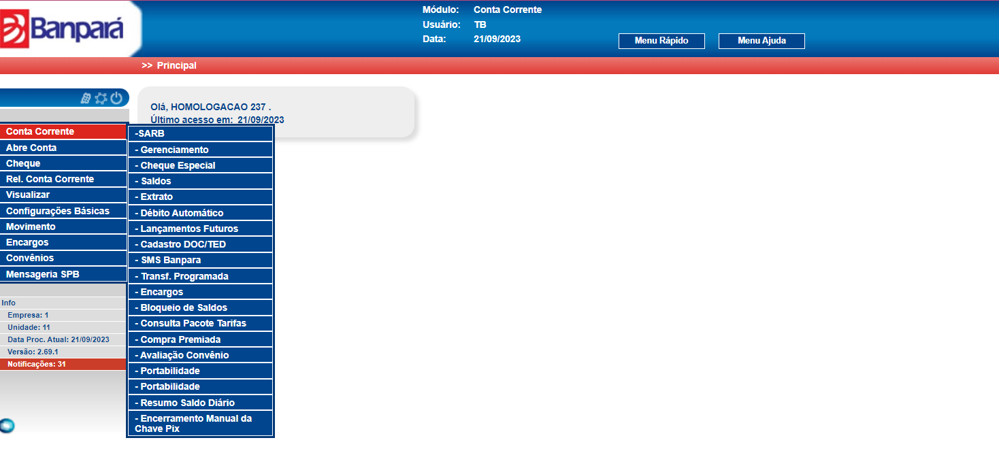 Banpará
Módulo: Conta Corrente
Usuário: TB
Data: 21/09/2023
Menu Rápido
Menu Ajuda
>> Principal
Olá, HOMOLOGACAO 237 .
Último acesso em: 21/09/2023
Conta Corrente
Abre Conta
Cheque
Rel. Conta Corrente
Visualizar
Configurações Básicas
Movimento
Encargos
Convênios
Mensageria SPB
-SARB
- Gerenciamento
- Cheque Especial
- Saldos
- Extrato
- Débito Automático
- Lançamentos Futuros
- Cadastro DOC/TED
- SMS Banpara
- Transf. Programada
- Encargos
- Bloqueio de Saldos
- Consulta Pacote Tarifas
- Compra Premiada
- Avaliação Convênio
- Portabilidade
- Portabilidade
- Resumo Saldo Diário
- Encerramento Manual da
Chave Pix
Info
Empresa: 1
Unidade: 11
Data Proc. Atual: 21/09/2023
Versão: 2.69.1
Notificações: 31